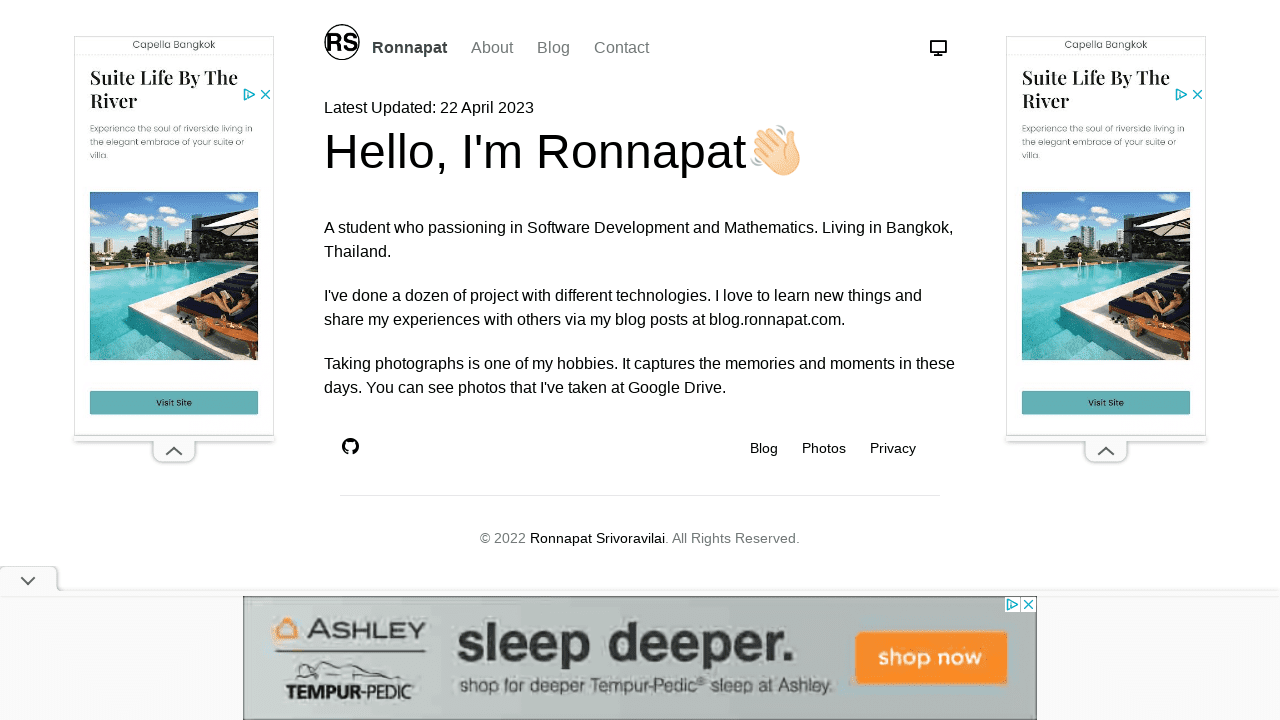 RS
Ronnapat
About
Blog
Contact
Latest Updated: 22 April 2023
Hello, I'm Ronnapat👋🏻
A student who passioning in Software Development and Mathematics. Living in Bangkok,
Thailand.
I've done a dozen of project with different technologies. I love to learn new things and
share my experiences with others via my blog posts at blog.ronnapat.com.
Taking photographs is one of my hobbies. It captures the memories and moments in these
days. You can see photos that I've taken at Google Drive.
Blog
Photos
Privacy
© 2022 Ronnapat Srivoravilai. All Rights Reserved.
Capella Bangkok
Suite Life By The
River
Experience the soul of riverside living in
the elegant embrace of your suite or
villa.
Visit Site
Capella Bangkok
Suite Life By The
River
Experience the soul of riverside living in
the elegant embrace of your suite or
villa.
Visit Site
ASHLEY
TEMPUR-PEDIC
sleep deeper.
shop for deeper Tempur-Pedic® sleep at Ashley.
shop now